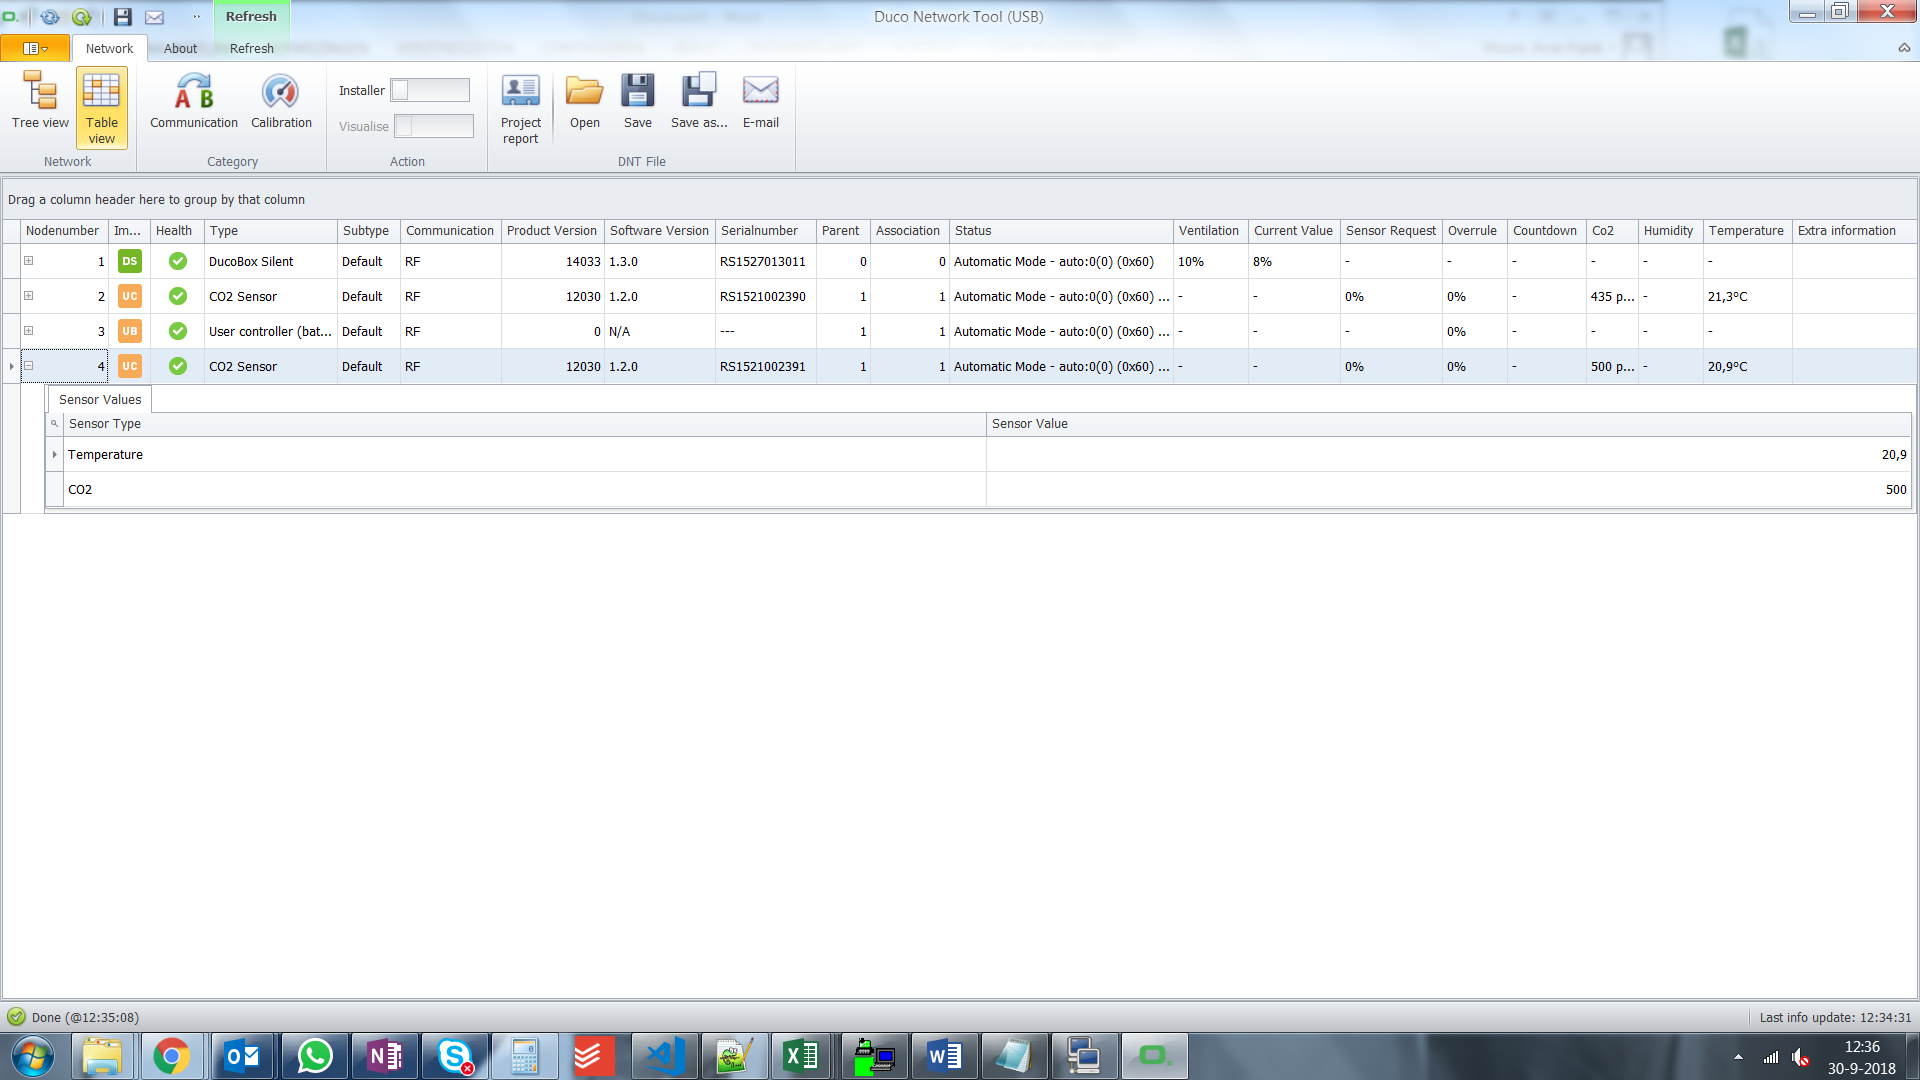 Refresh
Duco Network Tool (USB)
Network About Refresh
Tree view
Table view
Network
Communication
Calibration
Category
Installer
Visualise
Action
Project report
Open
Save
Save as...
E-mail
DNT File
Drag a column header here to group by that column
Nodenumber Im... Health Type Subtype Communication Product Version Software Version Serialnumber Parent Association Status Ventilation Current Value Sensor Request Overrule Countdown Co2 Humidity Temperature Extra information
1 DS DucoBox Silent Default RF 14033 1.3.0 RS1527013011 0 0 Automatic Mode - auto:0(0) (0x60) 10% 8% - - - - - -
2 UC CO2 Sensor Default RF 12030 1.2.0 RS1521002390 1 1 Automatic Mode - auto:0(0) (0x60) ... - - 0% 0% - 435 p... - 21,3ºC
3 UB User controller (bat... Default RF 0 N/A --- 1 1 Automatic Mode - auto:0(0) (0x60) ... - - - 0% - - - -
4 UC CO2 Sensor Default RF 12030 1.2.0 RS1521002391 1 1 Automatic Mode - auto:0(0) (0x60) ... - - 0% 0% - 500 p... - 20,9ºC
Sensor Values
Sensor Type Sensor Value
Temperature 20,9
CO2 500
Done (@12:35:08)
Last info update: 12:34:31
12:36
30-9-2018